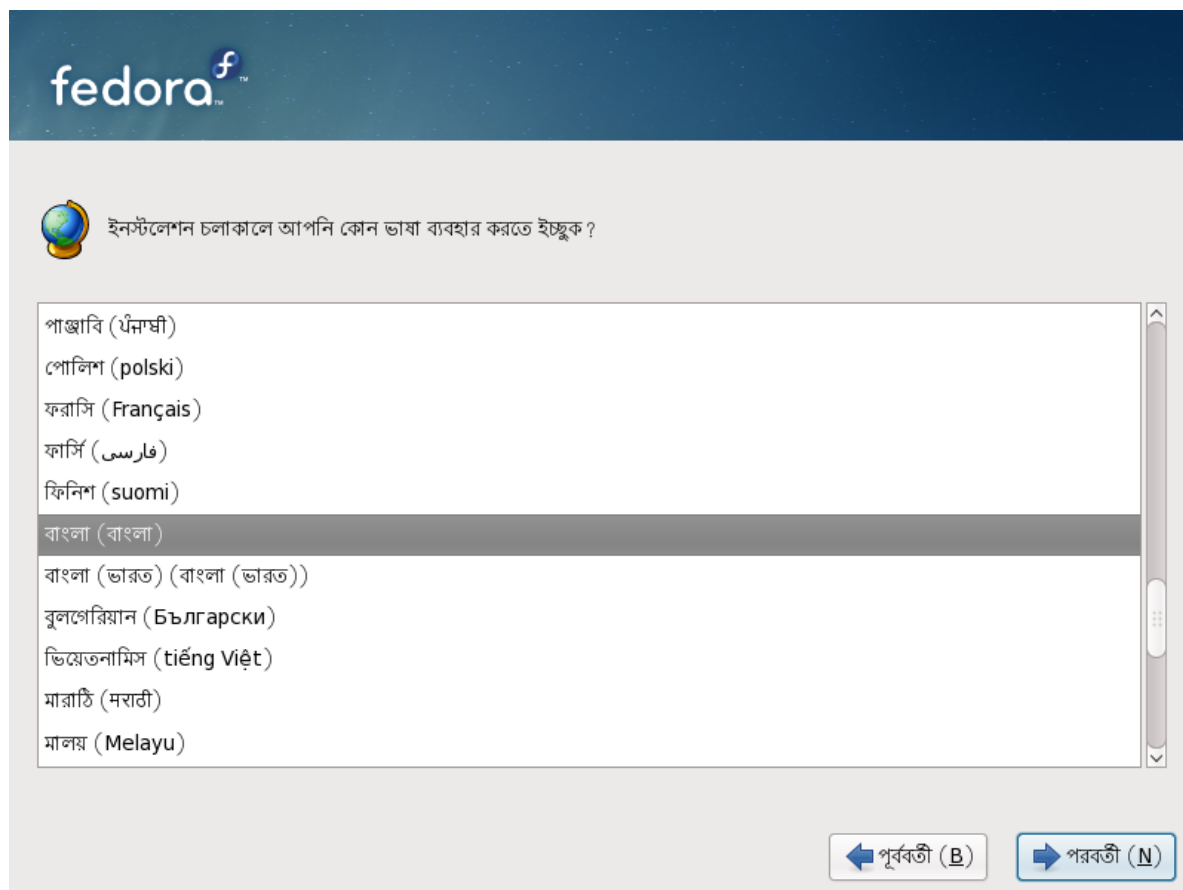 fedora
ইনস্টলেশন চলাকালে আপনি কোন ভাষা ব্যবহার করতে ইচ্ছুক ?
পাঞ্জাবি (ਪੰਜਾਬੀ)
পোলিশ (polski)
ফরাসি (Français)
ফার্সি (فارسی)
ফিনিশ (suomi)
বাংলা (বাংলা)
বাংলা (ভারত) (বাংলা (ভারত))
বুলগেরিয়ান (Български)
ভিয়েতনামিস (tiếng Việt)
মারাঠি (मराठी)
মালয় (Melayu)
পূর্ববর্তী (B)
পরবর্তী (N)